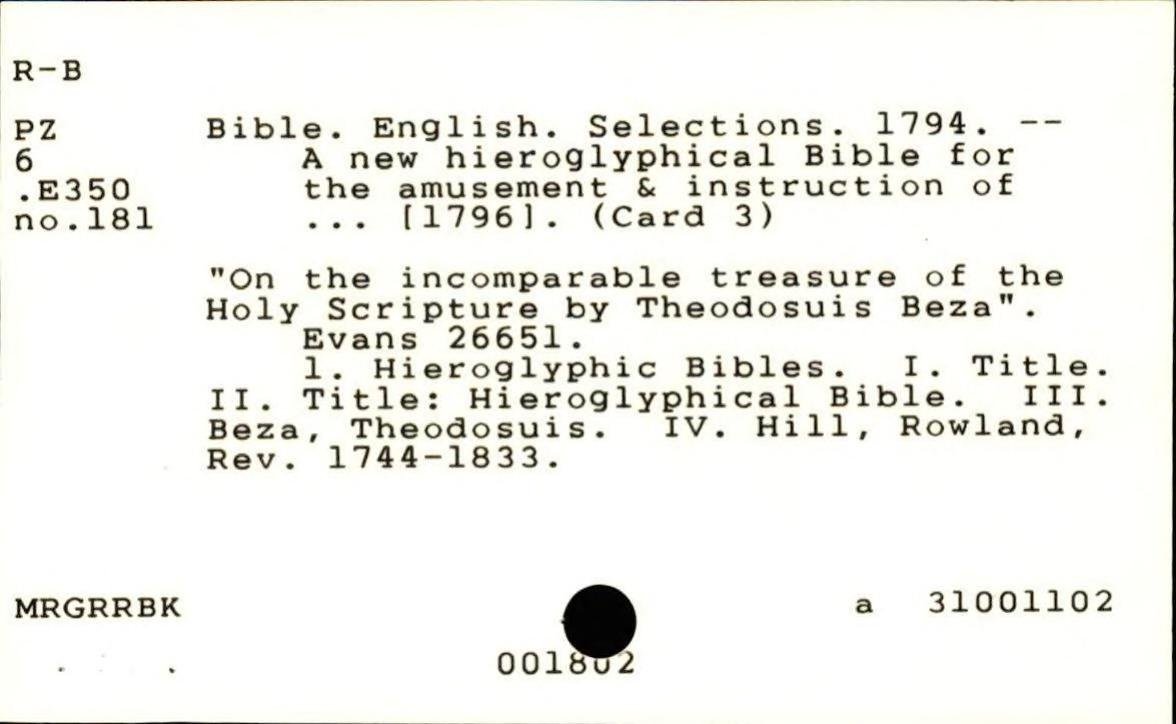 R-B
PZ Bible. English. Selections. 1794. --
6 A new hieroglyphical Bible for
.E350 the amusement & instruction of
no.181 ... [1796]. (Card 3)
"On the incomparable treasure of the
Holy Scripture by Theodosuis Beza".
Evans 26651.
1. Hieroglyphic Bibles. I. Title.
II. Title: Hieroglyphical Bible. III.
Beza, Theodosuis. IV. Hill, Rowland,
Rev. 1744-1833.
MRGRRBK a 31001102
001802